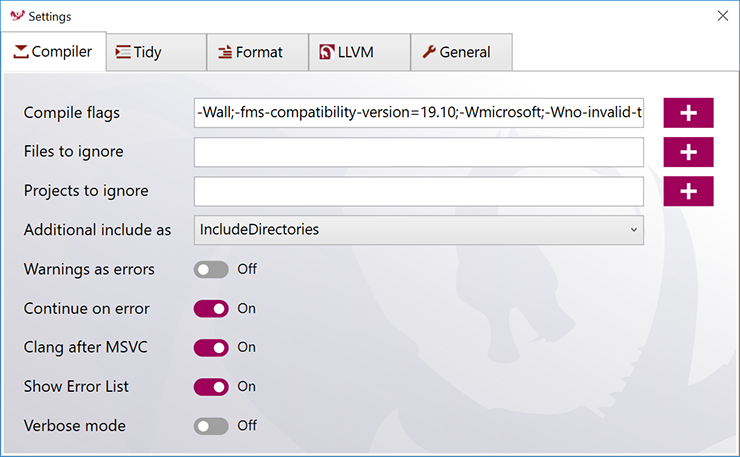 Settings
Compiler Tidy Format LLVM General
Compile flags -Wall;-fms-compatibility-version=19.10;-Wmicrosoft;-Wno-invalid-t
Files to ignore
Projects to ignore
Additional include as IncludeDirectories
Warnings as errors Off
Continue on error On
Clang after MSVC On
Show Error List On
Verbose mode Off